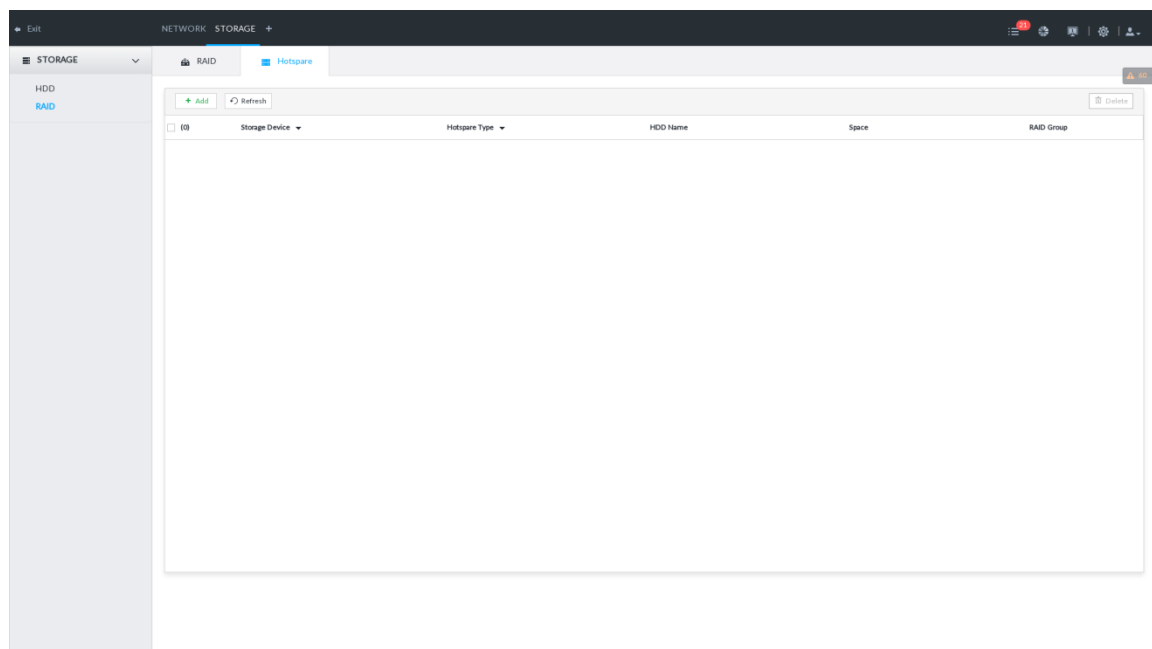 Exit NETWORK STORAGE + 21
STORAGE RAID Hotspare
60
HDD
RAID
+ Add Refresh Delete
(0) Storage Device Hotspare Type HDD Name Space RAID Group